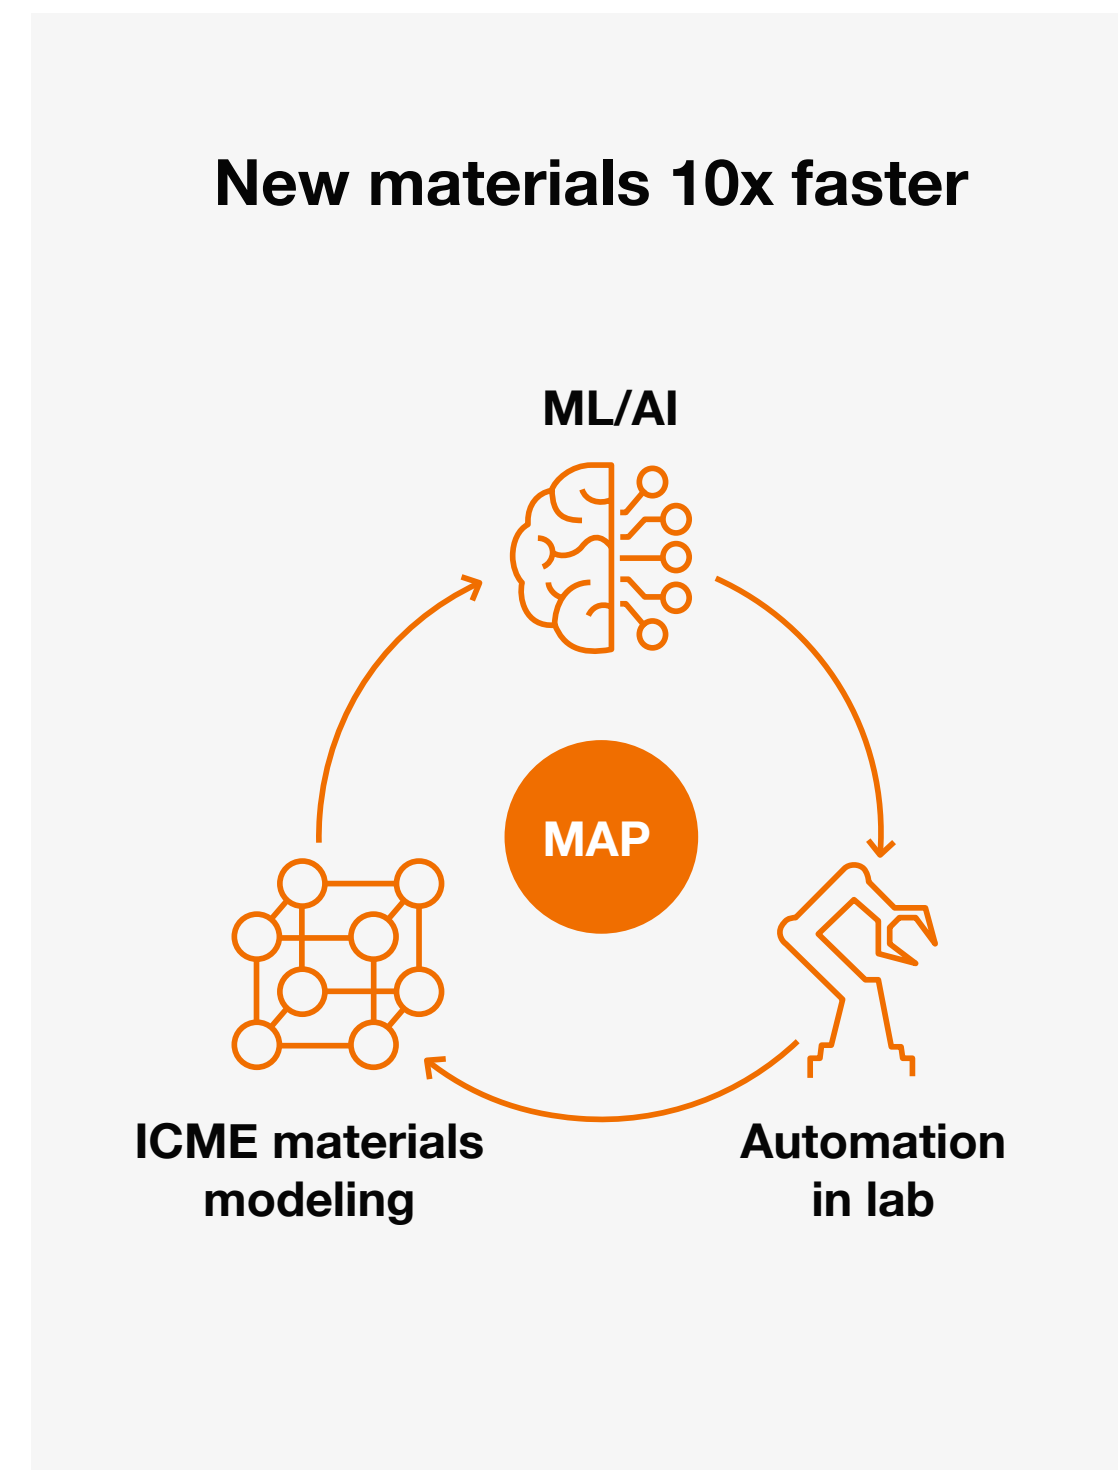 New materials 10x faster
ML/AI
MAP
ICME materials
modeling
Automation
in lab